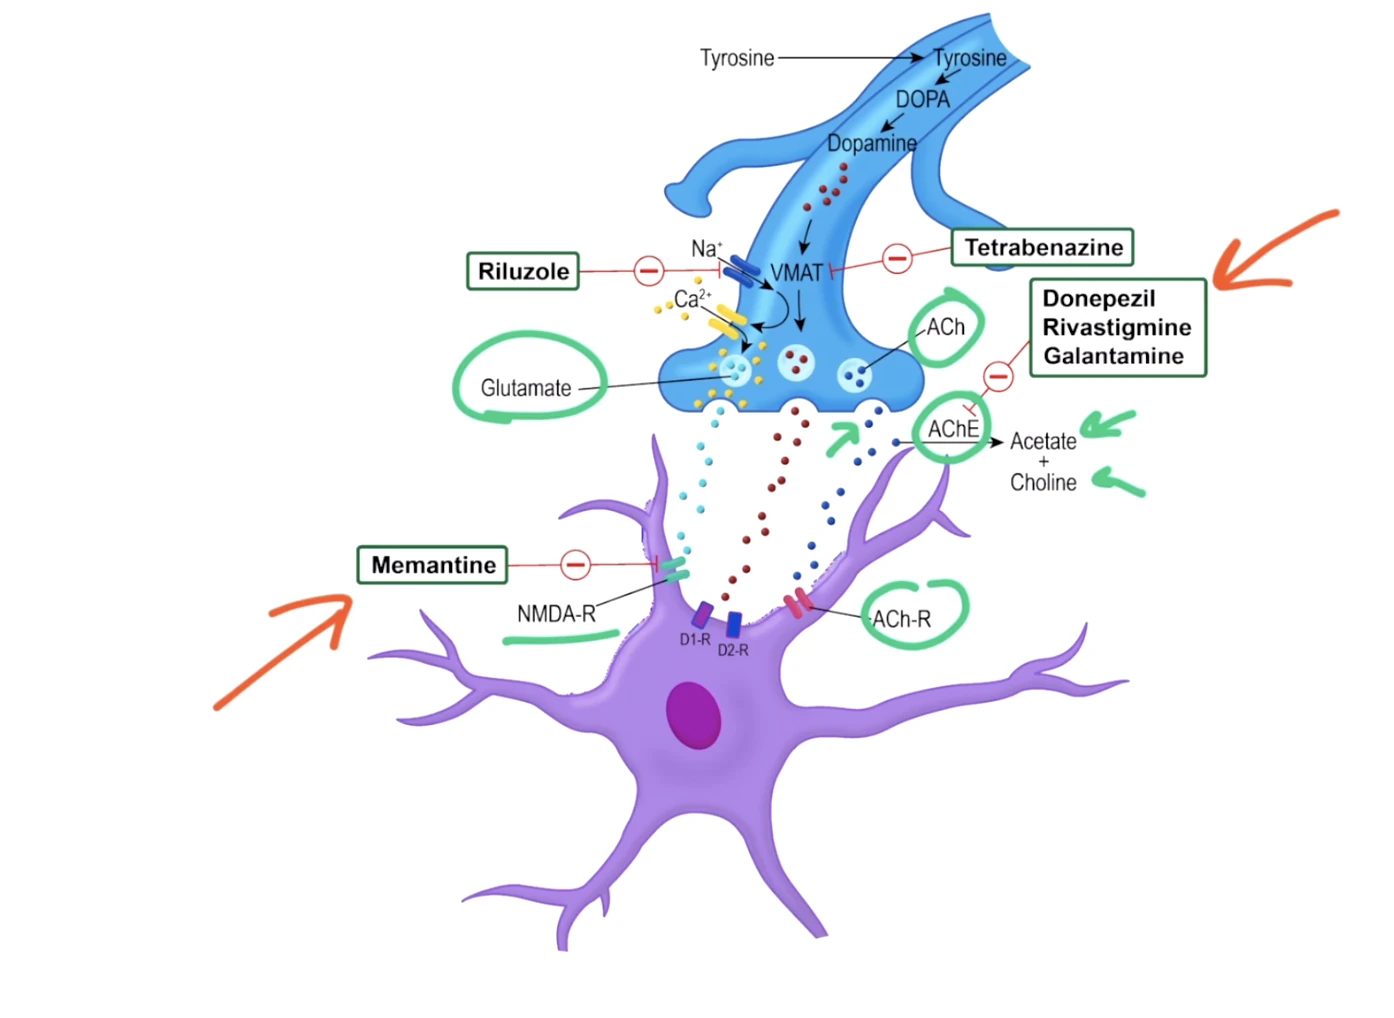 Tyrosine
Tyrosine
DOPA
Dopamine
Na⁺
VMAT
Tetrabenazine
Riluzole
Ca²⁺
Donepezil
Rivastigmine
Galantamine
ACh
Glutamate
AChE
Acetate
+
Choline
Memantine
NMDA-R
D1-R
D2-R
ACh-R